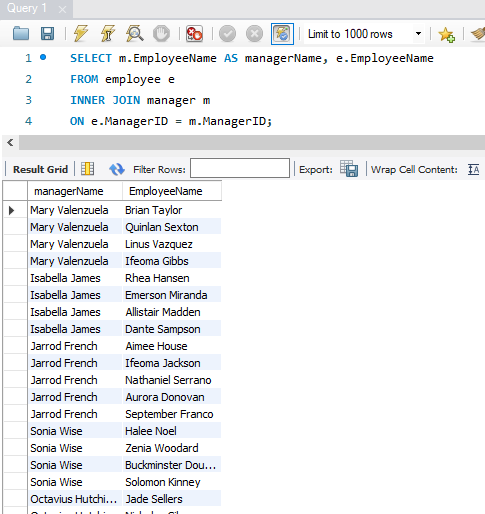 Query 1
Limit to 1000 rows
1 SELECT m.EmployeeName AS managerName, e.EmployeeName
2 FROM employee e
3 INNER JOIN manager m
4 ON e.ManagerID = m.ManagerID;
Result Grid Filter Rows: Export: Wrap Cell Content:
managerName EmployeeName
Mary Valenzuela Brian Taylor
Mary Valenzuela Quinlan Sexton
Mary Valenzuela Linus Vazquez
Mary Valenzuela Ifeoma Gibbs
Isabella James Rhea Hansen
Isabella James Emerson Miranda
Isabella James Allistair Madden
Isabella James Dante Sampson
Jarrod French Aimee House
Jarrod French Ifeoma Jackson
Jarrod French Nathaniel Serrano
Jarrod French Aurora Donovan
Jarrod French September Franco
Sonia Wise Halee Noel
Sonia Wise Zenia Woodard
Sonia Wise Buckminster Dou...
Sonia Wise Solomon Kinney
Octavius Hutchi... Jade Sellers